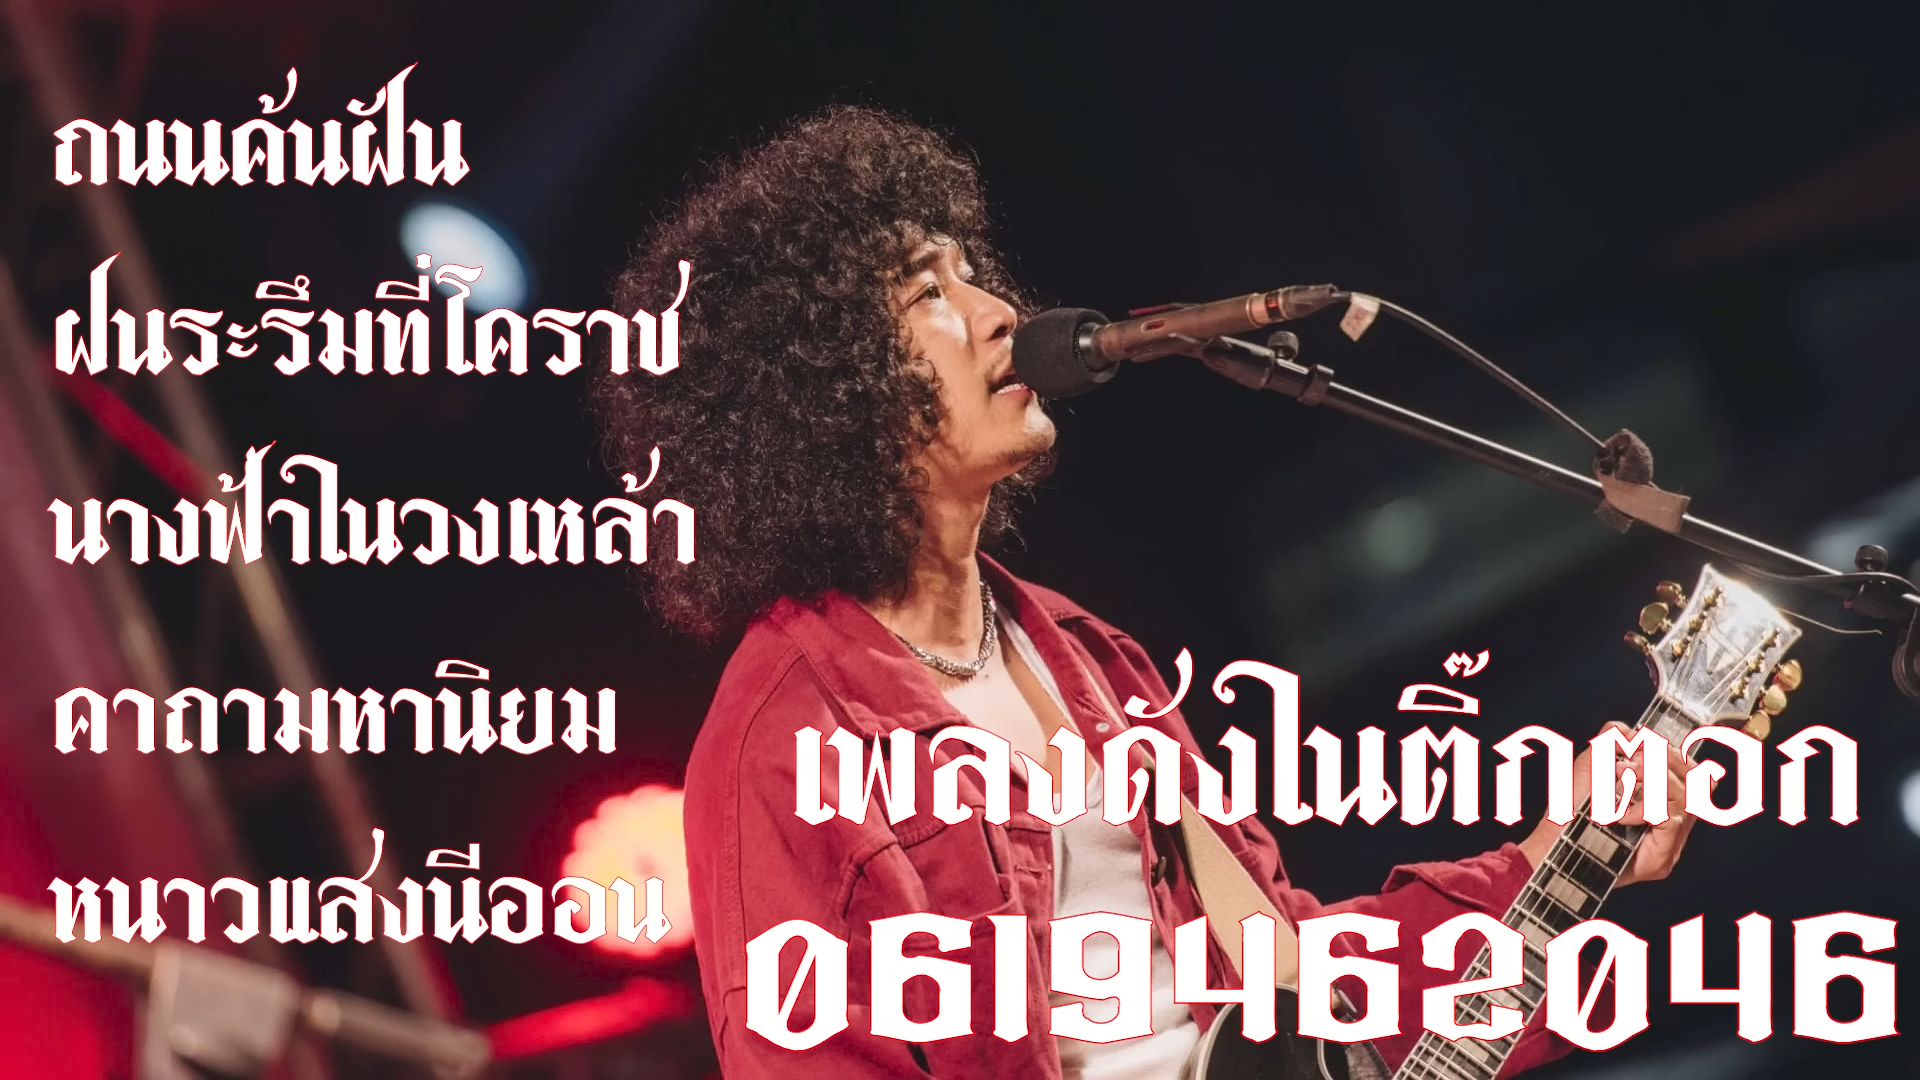 ถนนค้นฝัน
ฝนระรึมที่โคราช
นางฟ้าในวงเหล้า
คาถามหานิยม
หนาวแสงนีออน
เพลงดังในติ๊กตอก
0619462046